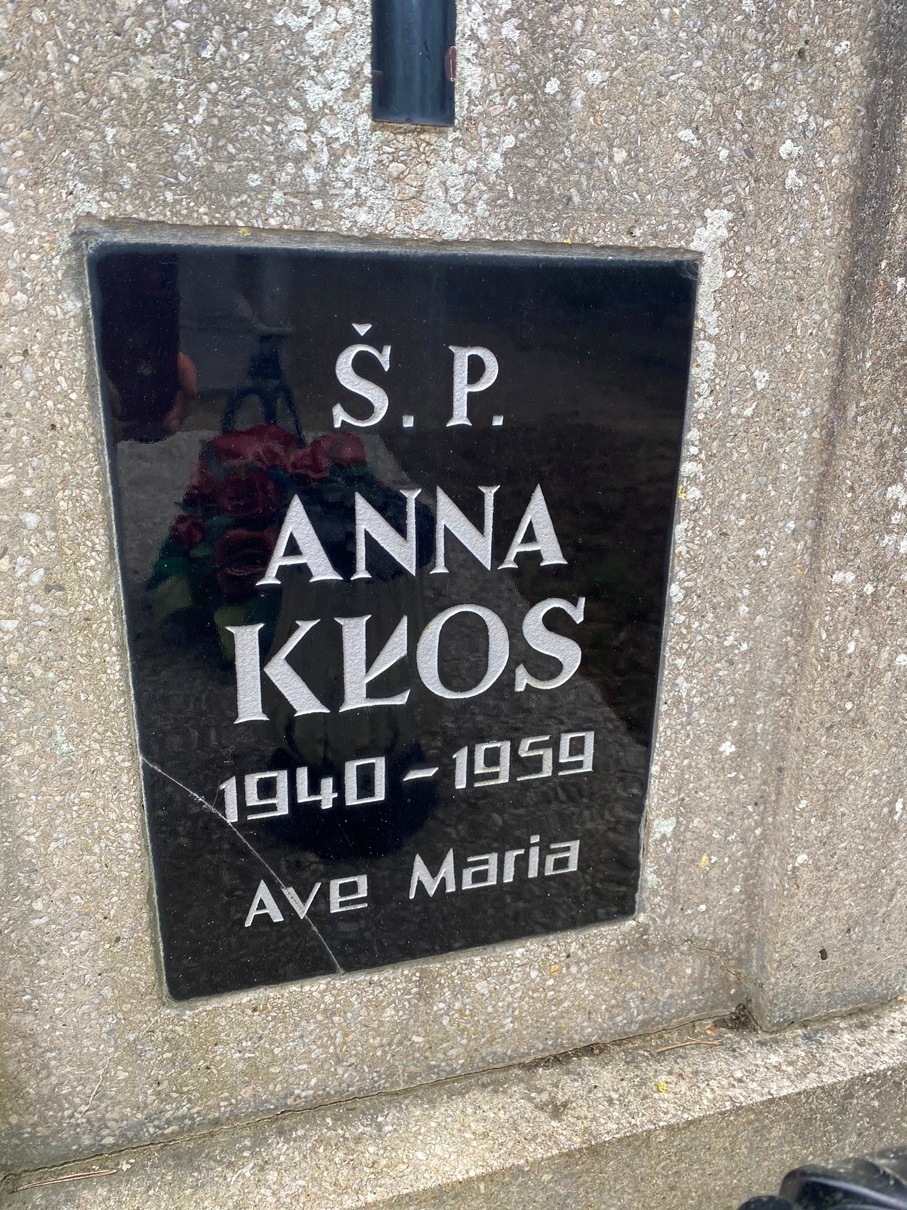 Š. P.
ANNA
KŁOS
1940 – 1959
Ave Maria